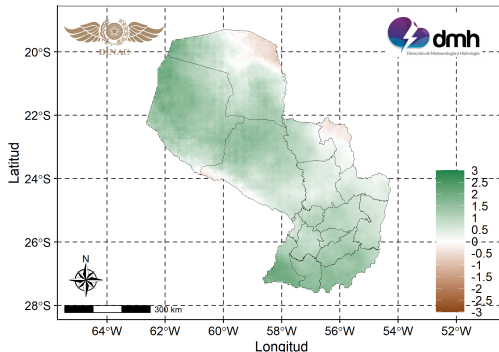 DINAC
dmh
Dirección de Meteorología e Hidrología
20°S
22°S
24°S
26°S
28°S
Latitud
3
2.5
2
1.5
1
0.5
0
-0.5
-1
-1.5
-2
-2.5
-3
N
300 km
64°W
62°W
60°W
58°W
56°W
54°W
52°W
Longitud